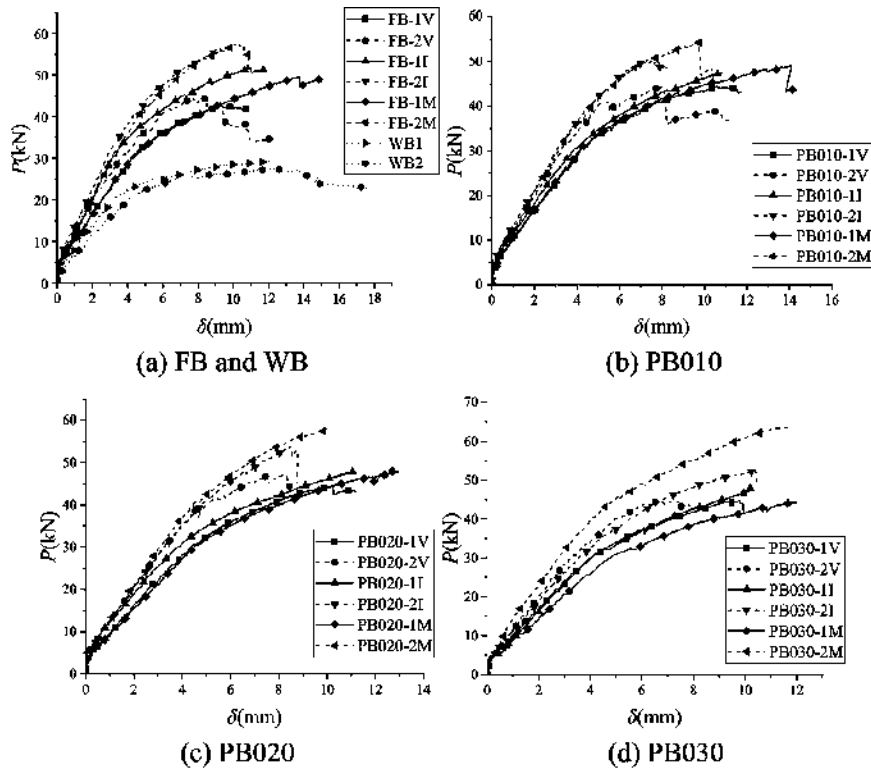 P(kN)
60
50
40
30
20
10
0
0 2 4 6 8 10 12 14 16 18
δ(mm)
FB-1V
FB-2V
FB-1I
FB-2I
FB-1M
FB-2M
WB1
WB2
(a) FB and WB
P(kN)
60
50
40
30
20
10
0
0 2 4 6 8 10 12 14 16
δ(mm)
PB010-1V
PB010-2V
PB010-1I
PB010-2I
PB010-1M
PB010-2M
(b) PB010
P(kN)
60
50
40
30
20
10
0
0 2 4 6 8 10 12 14
δ(mm)
PB020-1V
PB020-2V
PB020-1I
PB020-2I
PB020-1M
PB020-2M
(c) PB020
P(kN)
70
60
50
40
30
20
10
0
0 2 4 6 8 10 12
δ(mm)
PB030-1V
PB030-2V
PB030-1I
PB030-2I
PB030-1M
PB030-2M
(d) PB030